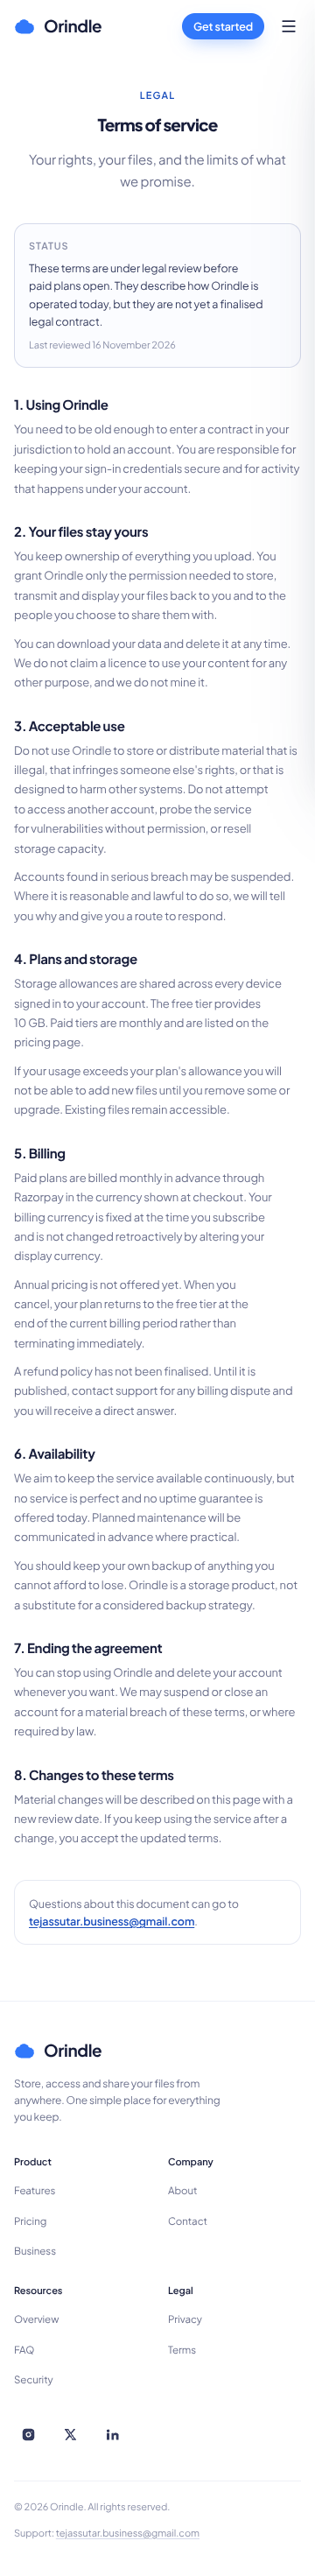 Orindle
Get started
LEGAL
Terms of service
Your rights, your files, and the limits of what
we promise.
STATUS
These terms are under legal review before
paid plans open. They describe how Orindle is
operated today, but they are not yet a finalised
legal contract.
Last reviewed 16 November 2026
1. Using Orindle
You need to be old enough to enter a contract in your
jurisdiction to hold an account. You are responsible for
keeping your sign-in credentials secure and for activity
that happens under your account.
2. Your files stay yours
You keep ownership of everything you upload. You
grant Orindle only the permission needed to store,
transmit and display your files back to you and to the
people you choose to share them with.
You can download your data and delete it at any time.
We do not claim a licence to use your content for any
other purpose, and we do not mine it.
3. Acceptable use
Do not use Orindle to store or distribute material that is
illegal, that infringes someone else's rights, or that is
designed to harm other systems. Do not attempt
to access another account, probe the service
for vulnerabilities without permission, or resell
storage capacity.
Accounts found in serious breach may be suspended.
Where it is reasonable and lawful to do so, we will tell
you why and give you a route to respond.
4. Plans and storage
Storage allowances are shared across every device
signed in to your account. The free tier provides
10 GB. Paid tiers are monthly and are listed on the
pricing page.
If your usage exceeds your plan's allowance you will
not be able to add new files until you remove some or
upgrade. Existing files remain accessible.
5. Billing
Paid plans are billed monthly in advance through
Razorpay in the currency shown at checkout. Your
billing currency is fixed at the time you subscribe
and is not changed retroactively by altering your
display currency.
Annual pricing is not offered yet. When you
cancel, your plan returns to the free tier at the
end of the current billing period rather than
terminating immediately.
A refund policy has not been finalised. Until it is
published, contact support for any billing dispute and
you will receive a direct answer.
6. Availability
We aim to keep the service available continuously, but
no service is perfect and no uptime guarantee is
offered today. Planned maintenance will be
communicated in advance where practical.
You should keep your own backup of anything you
cannot afford to lose. Orindle is a storage product, not
a substitute for a considered backup strategy.
7. Ending the agreement
You can stop using Orindle and delete your account
whenever you want. We may suspend or close an
account for a material breach of these terms, or where
required by law.
8. Changes to these terms
Material changes will be described on this page with a
new review date. If you keep using the service after a
change, you accept the updated terms.
Questions about this document can go to
tejassutar.business@gmail.com.
Orindle
Store, access and share your files from
anywhere. One simple place for everything
you keep.
Product
Features
Pricing
Business
Company
About
Contact
Resources
Overview
FAQ
Security
Legal
Privacy
Terms
© 2026 Orindle. All rights reserved.
Support: tejassutar.business@gmail.com